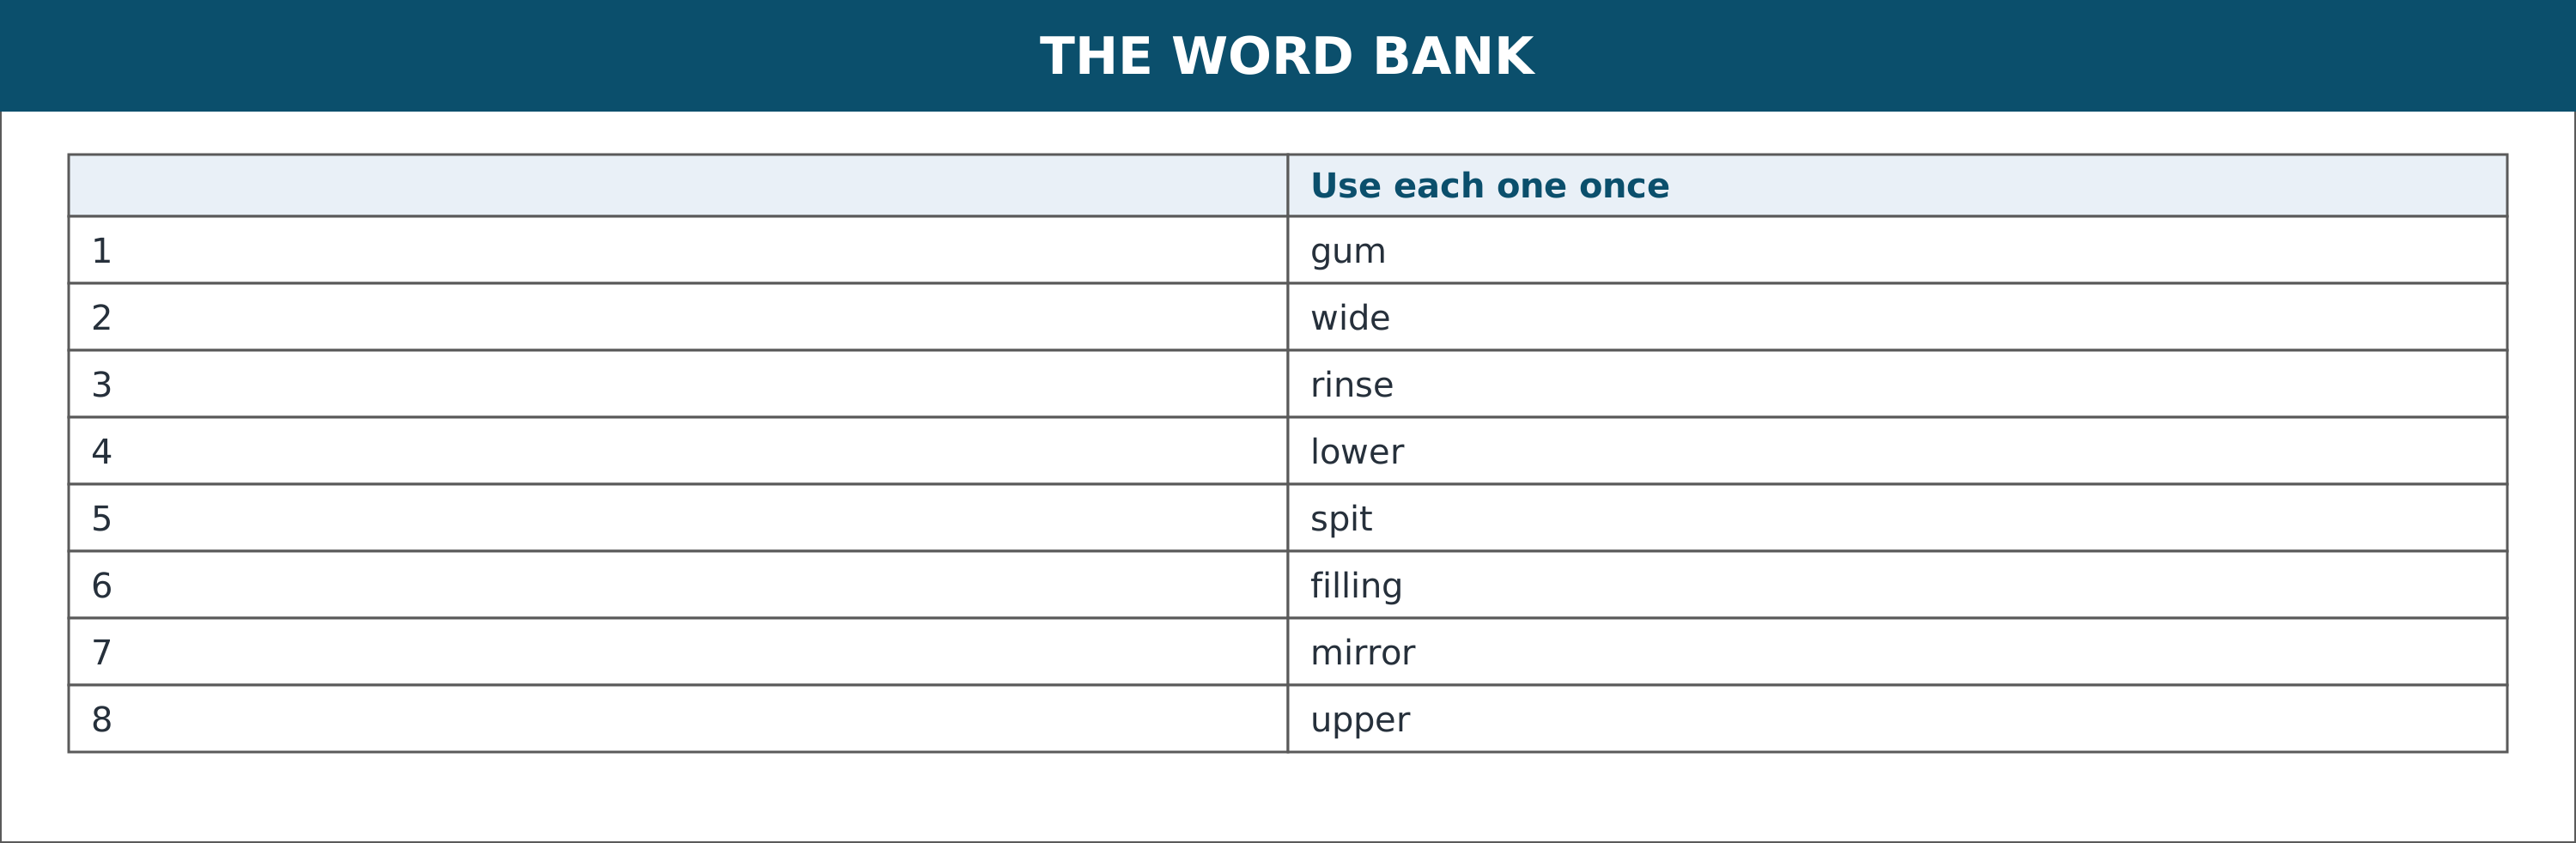 THE WORD BANK
Use each one once
1 gum
2 wide
3 rinse
4 lower
5 spit
6 filling
7 mirror
8 upper